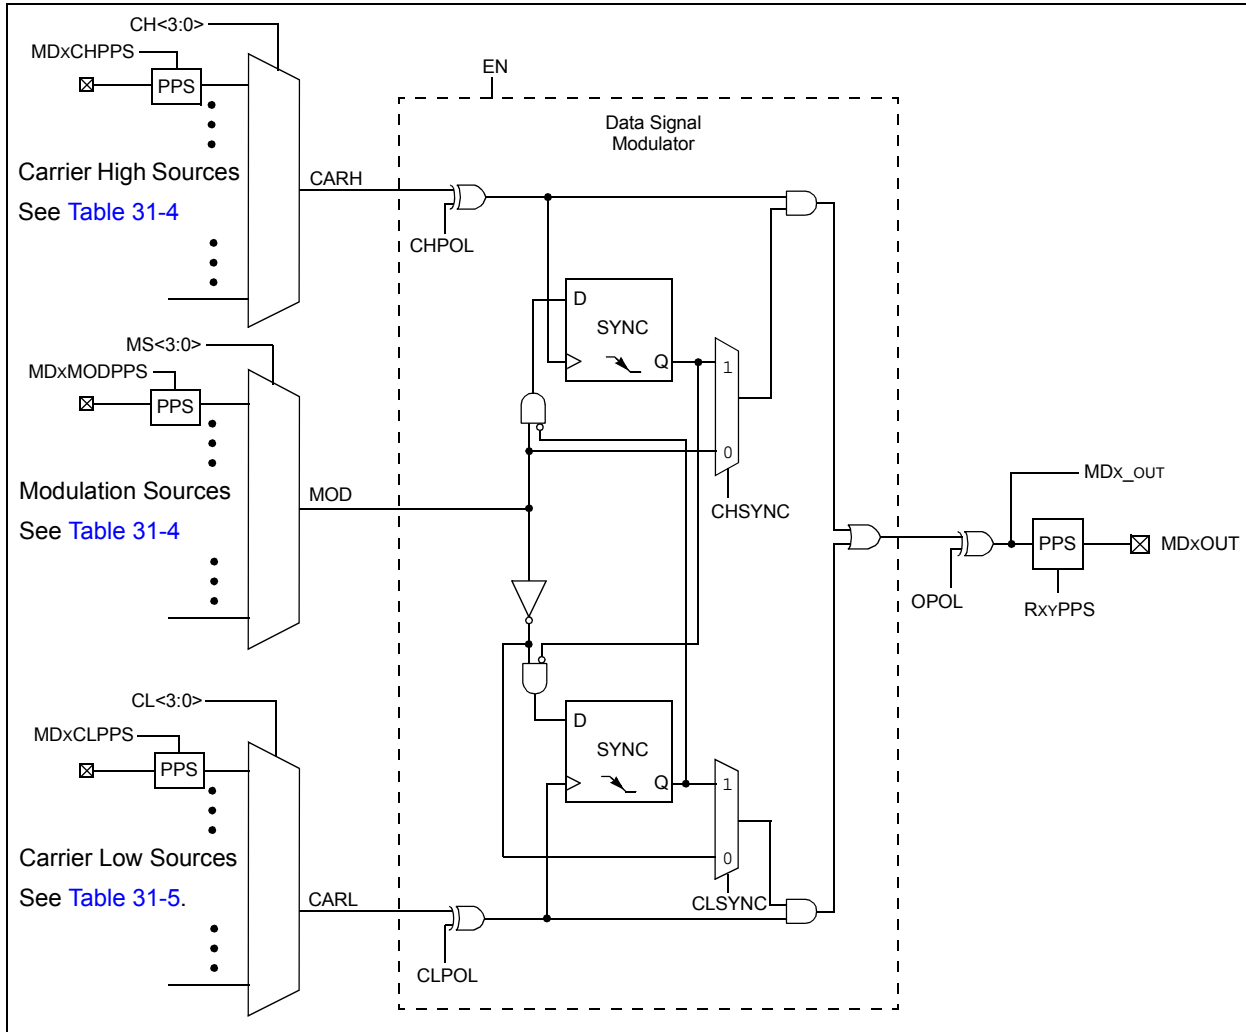 CH<3:0>
MDxCHPPS
PPS
Carrier High Sources
See Table 31-4
CARH
EN
Data Signal
Modulator
CHPOL
D
SYNC
Q
1
0
CHSYNC
MS<3:0>
MDxMODPPS
PPS
Modulation Sources
See Table 31-4
MOD
MDx_OUT
PPS
MDxOUT
OPOL
RxyPPS
CL<3:0>
MDxCLPPS
PPS
Carrier Low Sources
See Table 31-5.
CARL
D
SYNC
Q
1
0
CLSYNC
CLPOL